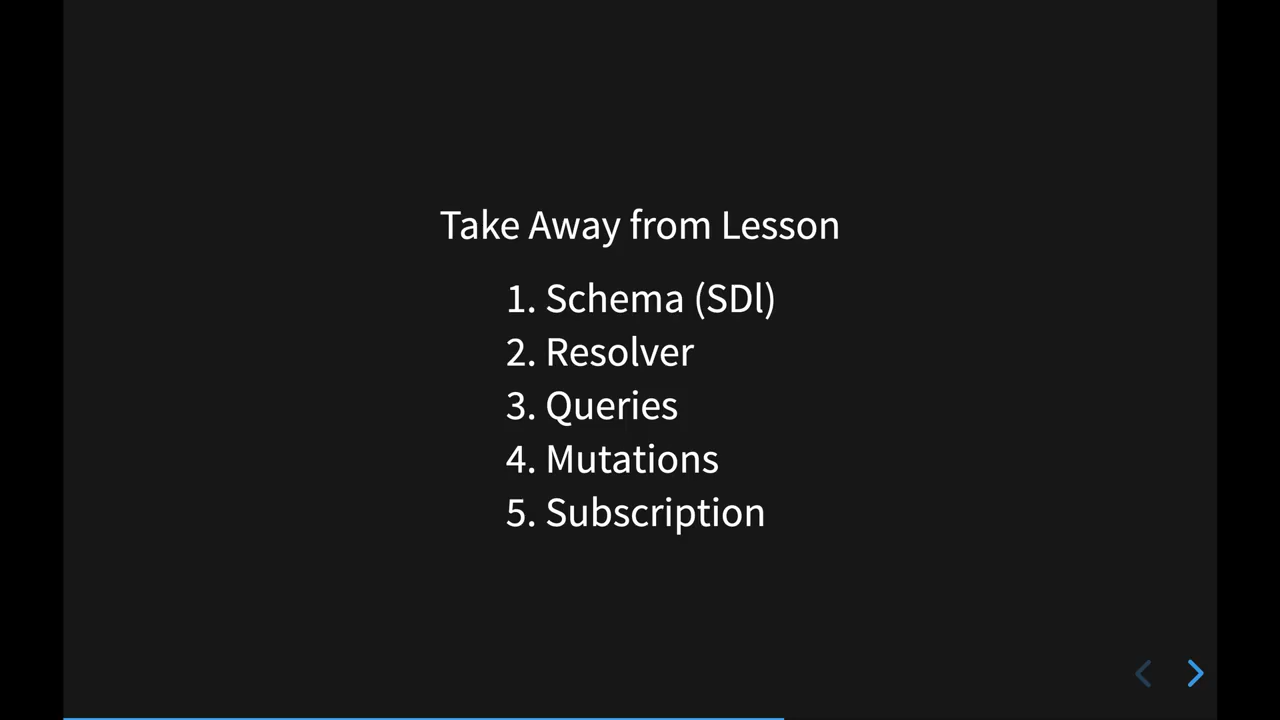 Take Away from Lesson
1. Schema (SDl)
2. Resolver
3. Queries
4. Mutations
5. Subscription